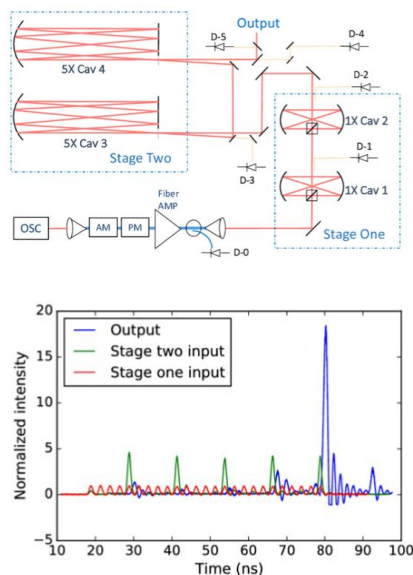 Output
D-5
D-4
D-2
5X Cav 4
1X Cav 2
D-1
5X Cav 3
Stage Two
D-3
1X Cav 1
Fiber
AMP
OSC
AM
PM
D-0
Stage One
Output
Stage two input
Stage one input
Normalized intensity
20
15
10
5
0
−5
10 20 30 40 50 60 70 80 90 100
Time (ns)